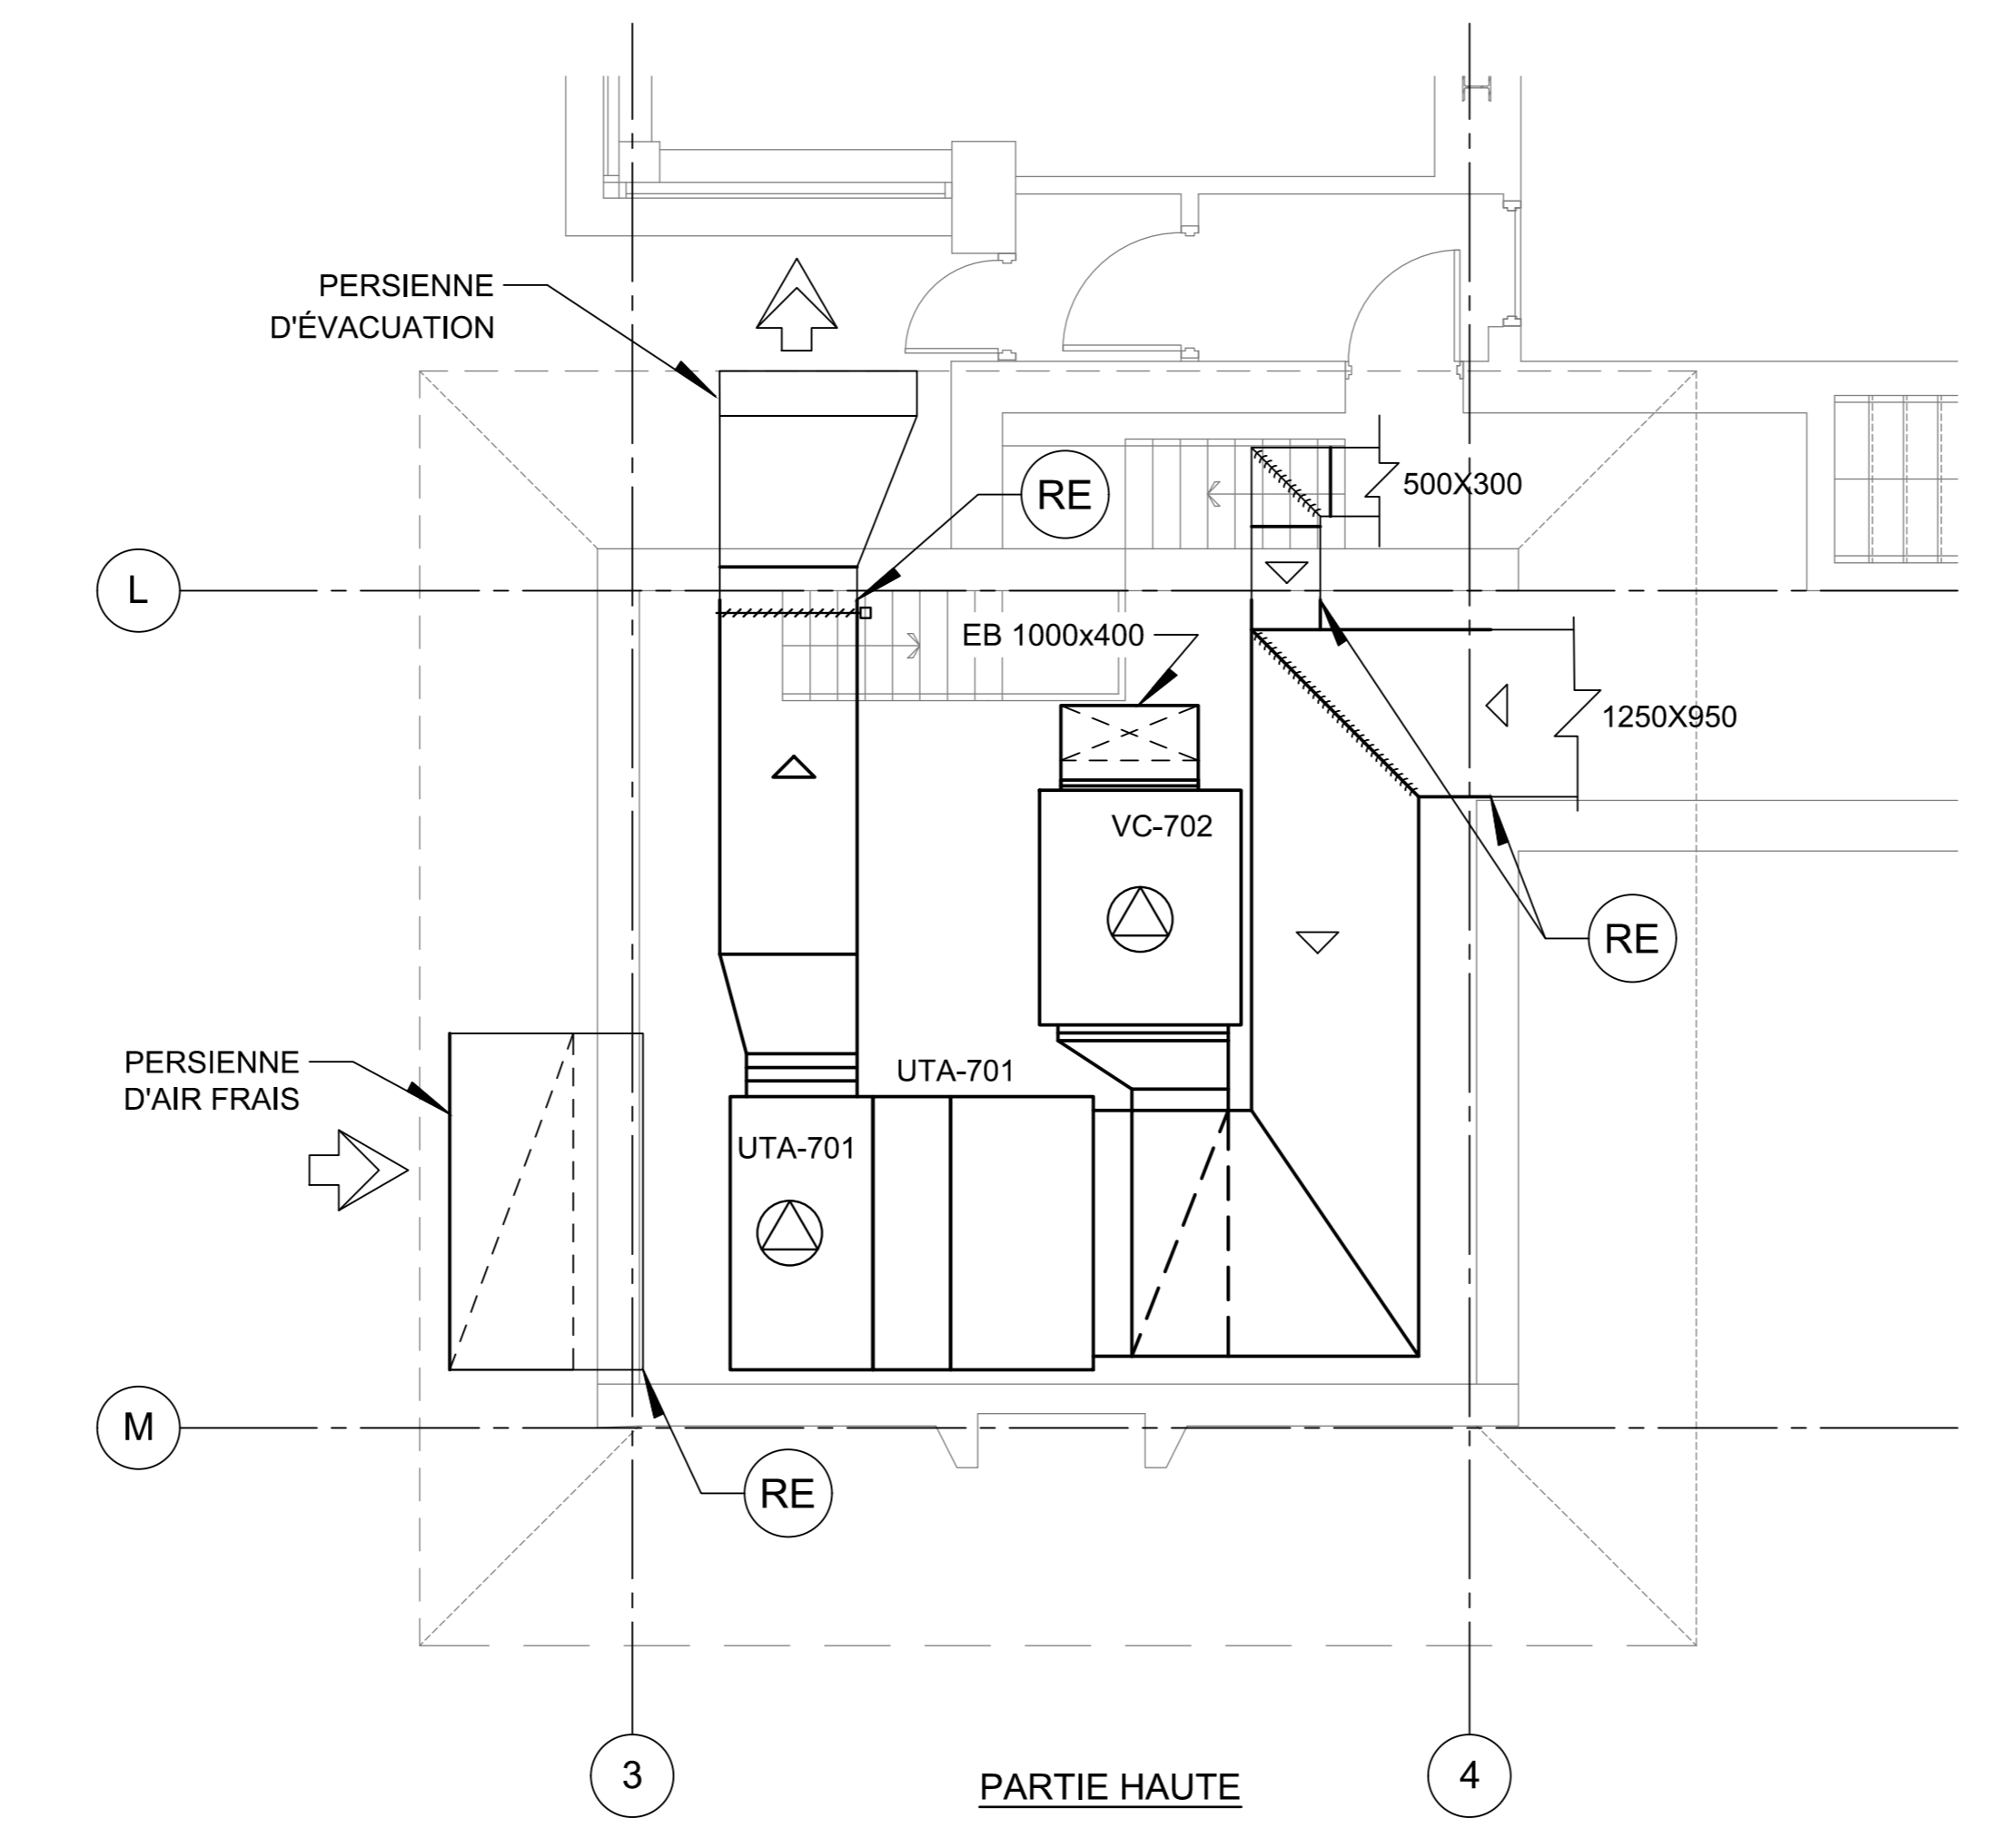 PERSIENNE
D'ÉVACUATION
RE
500X300
L
EB 1000x400
1250X950
VC-702
RE
PERSIENNE
D'AIR FRAIS
UTA-701
UTA-701
M
RE
3
4
PARTIE HAUTE